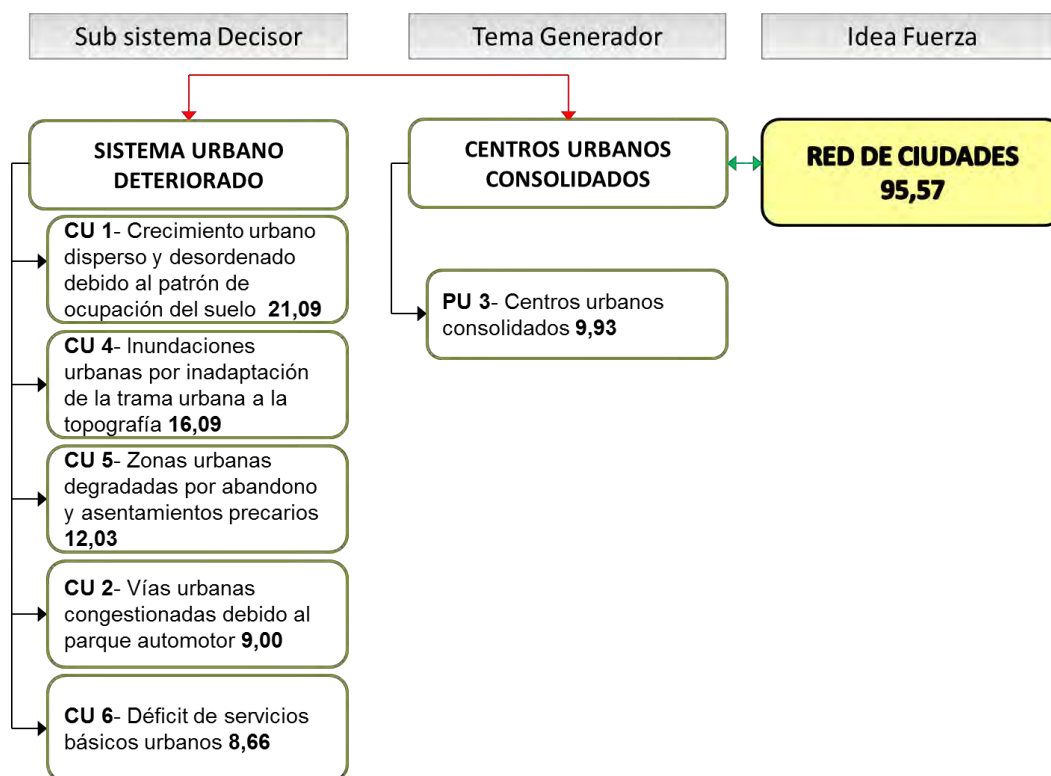 Sub sistema Decisor
Tema Generador
Idea Fuerza
SISTEMA URBANO
DETERIORADO
CENTROS URBANOS
CONSOLIDADOS
RED DE CIUDADES
95,57
CU 1- Crecimiento urbano
disperso y desordenado
debido al patrón de
ocupación del suelo 21,09
PU 3- Centros urbanos
consolidados 9,93
CU 4- Inundaciones
urbanas por inadaptación
de la trama urbana a la
topografía 16,09
CU 5- Zonas urbanas
degradadas por abandono
y asentamientos precarios
12,03
CU 2- Vías urbanas
congestionadas debido al
parque automotor 9,00
CU 6- Déficit de servicios
básicos urbanos 8,66